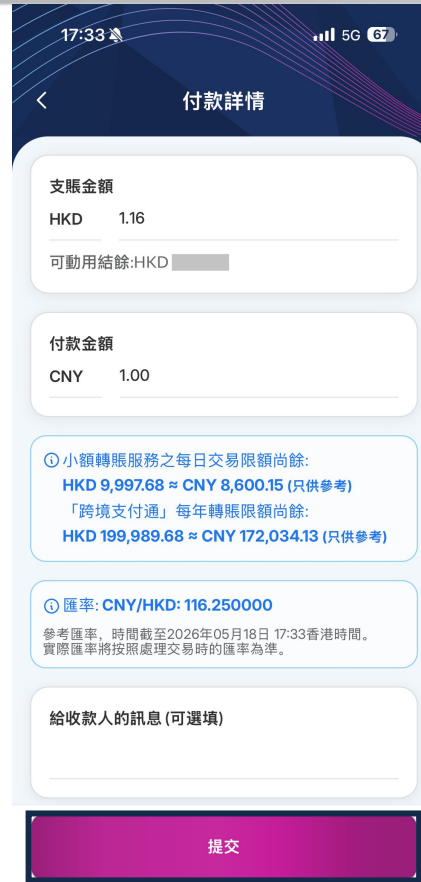 17:33
5G 67
付款詳情
支賬金額
HKD 1.16
可動用結餘:HKD
付款金額
CNY 1.00
小額轉賬服務之每日交易限額尚餘:
HKD 9,997.68 ≈ CNY 8,600.15 (只供參考)
「跨境支付通」每年轉賬限額尚餘:
HKD 199,989.68 ≈ CNY 172,034.13 (只供參考)
匯率: CNY/HKD: 116.250000
參考匯率，時間截至2026年05月18日 17:33香港時間。
實際匯率將按照處理交易時的匯率為準。
給收款人的訊息 (可選填)
提交